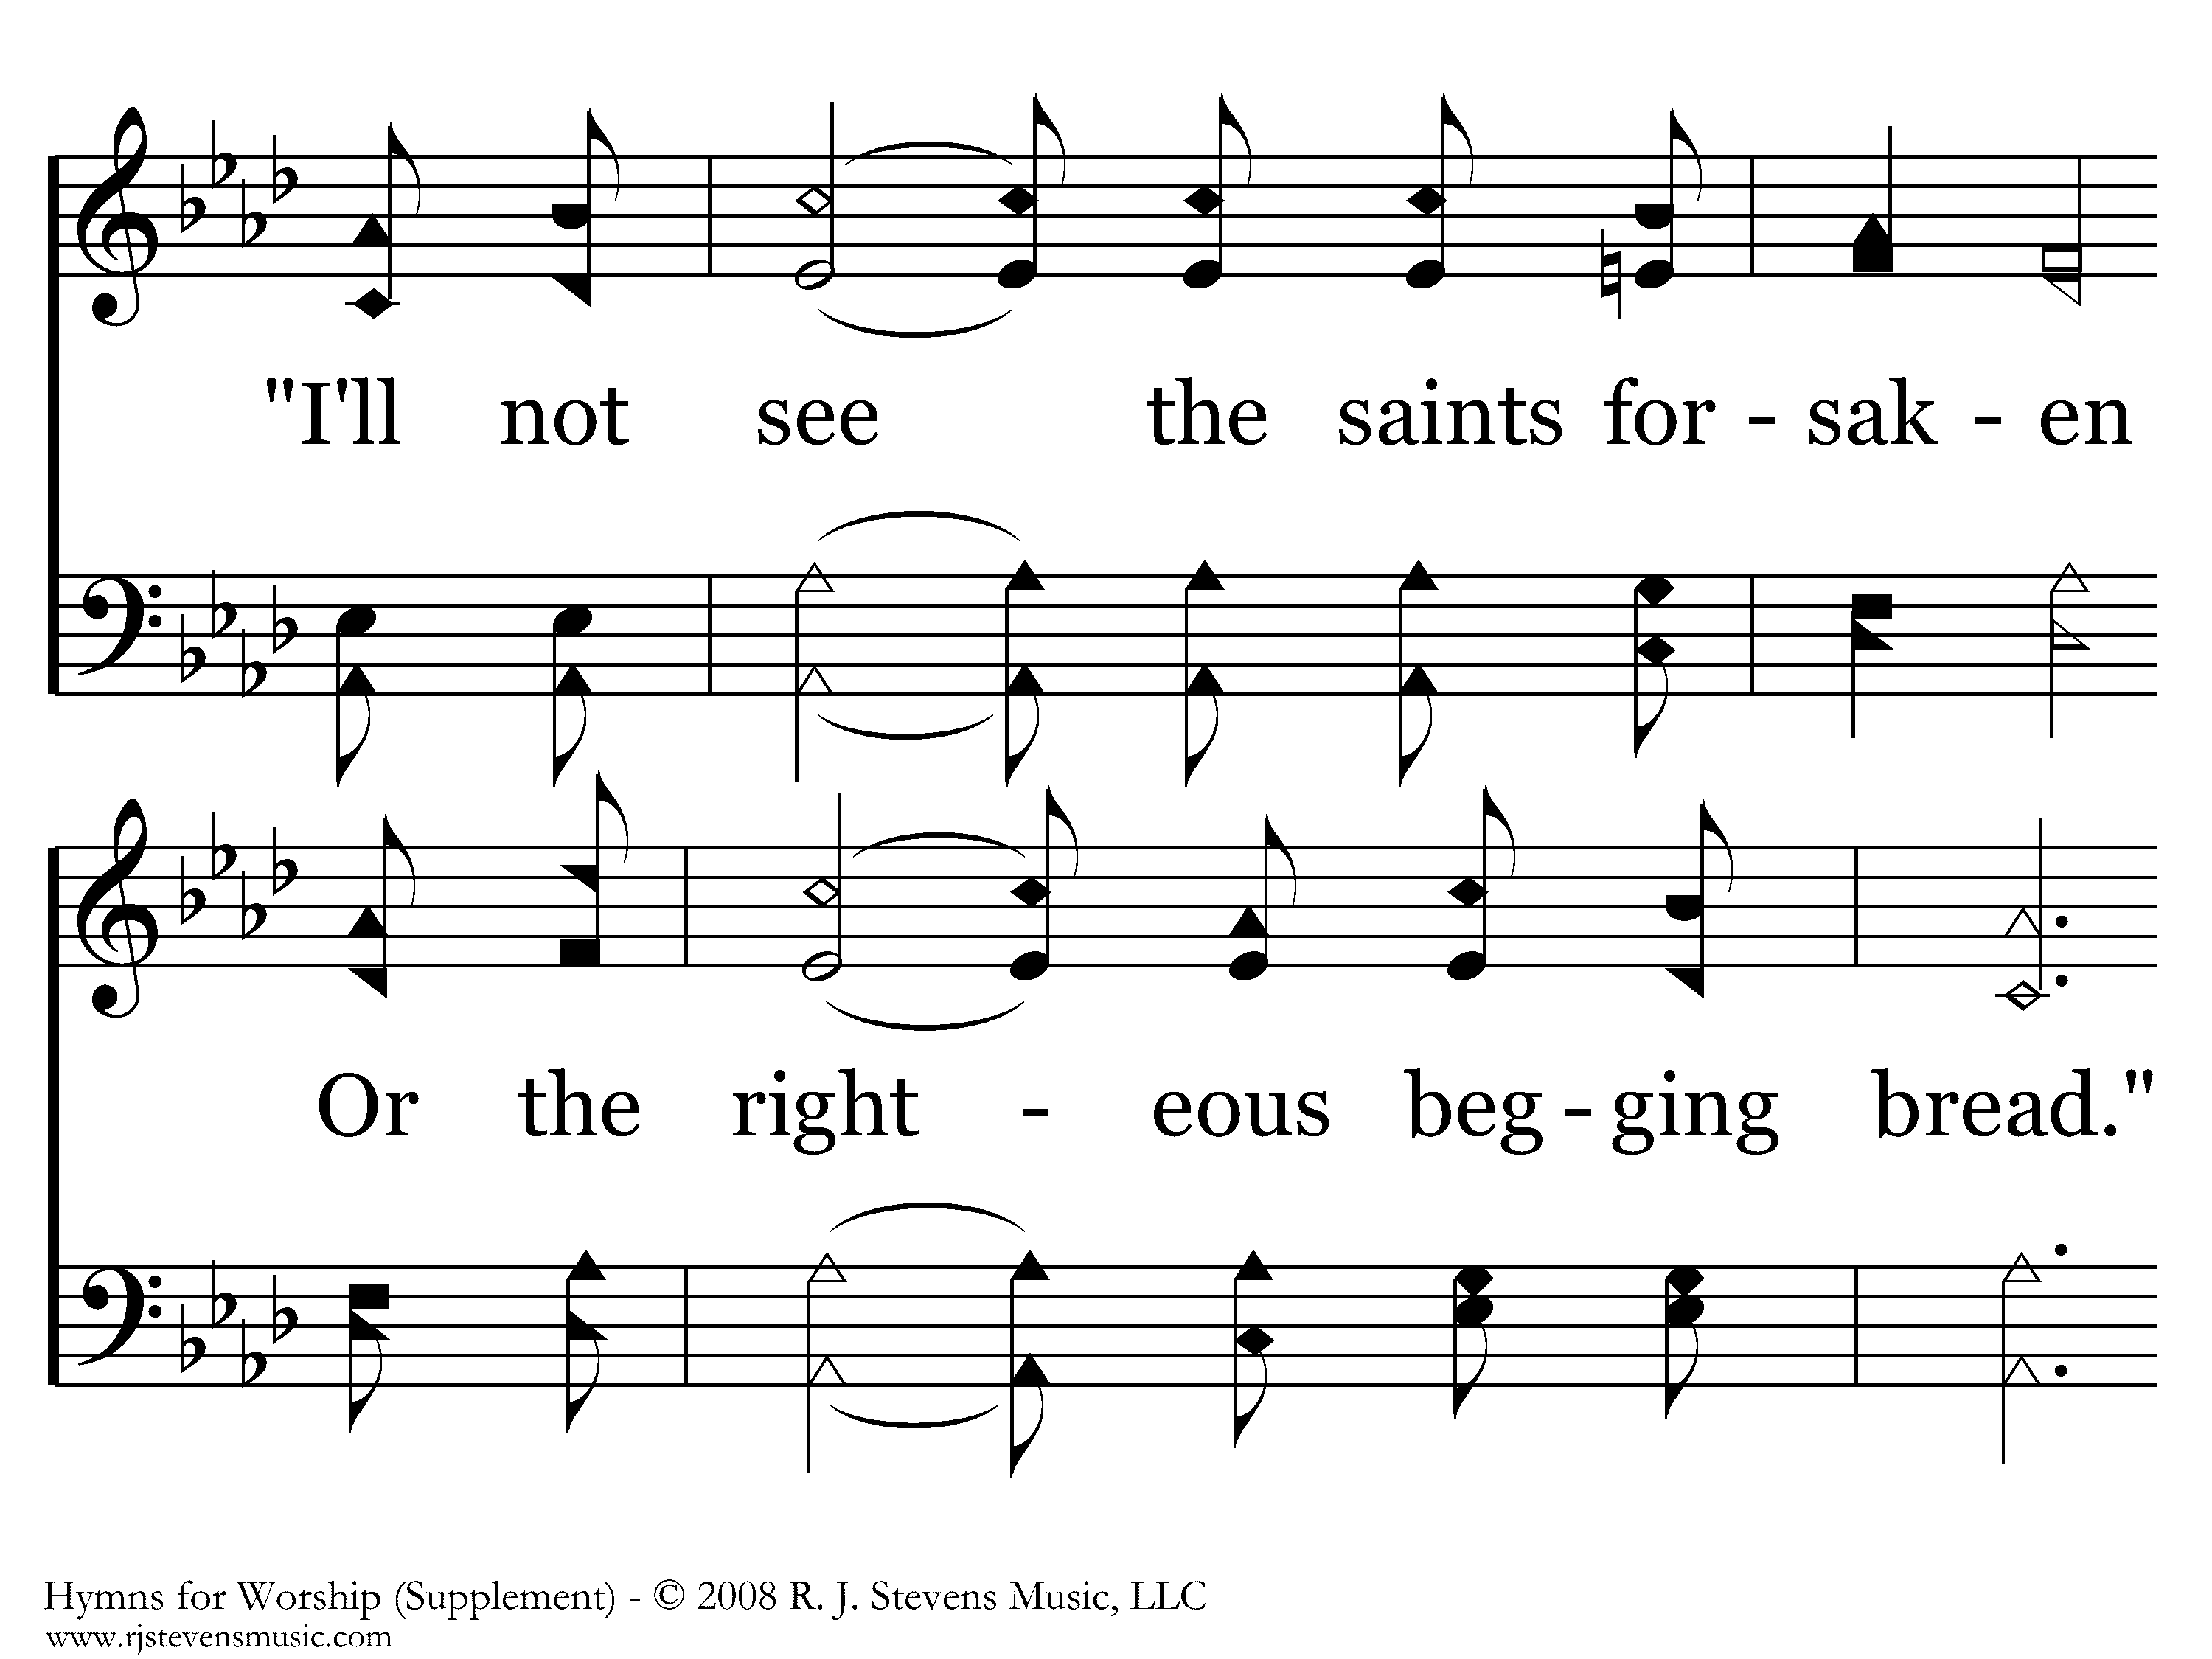 "I'll not see the saints for - sak - en
Or the right - eous beg - ging bread."
Hymns for Worship (Supplement) - © 2008 R. J. Stevens Music, LLC
www.rjstevensmusic.com